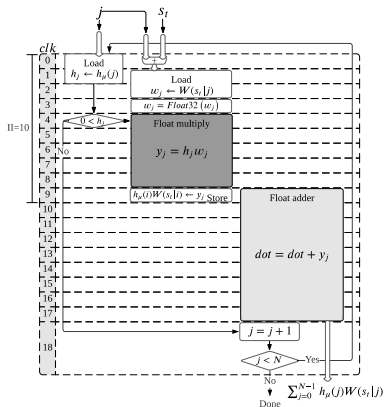 j s_t
clk
0
Load
h_j ← h_μ(j)
+
1
Load
w_j ← W(s_t|j)
2
3
w_j = Float32(w_j)
4
0 < h_j
Float multiply
II=10
5
6
No
y_j = h_j w_j
7
8
9
h_μ(i)W(s_t|i) ← y_j Store
Float adder
10
11
12
13
dot = dot + y_j
14
15
16
17
j = j + 1
18
j < N
Yes
No
∑_{j=0}^{N−1} h_μ(j)W(s_t|j)
Done